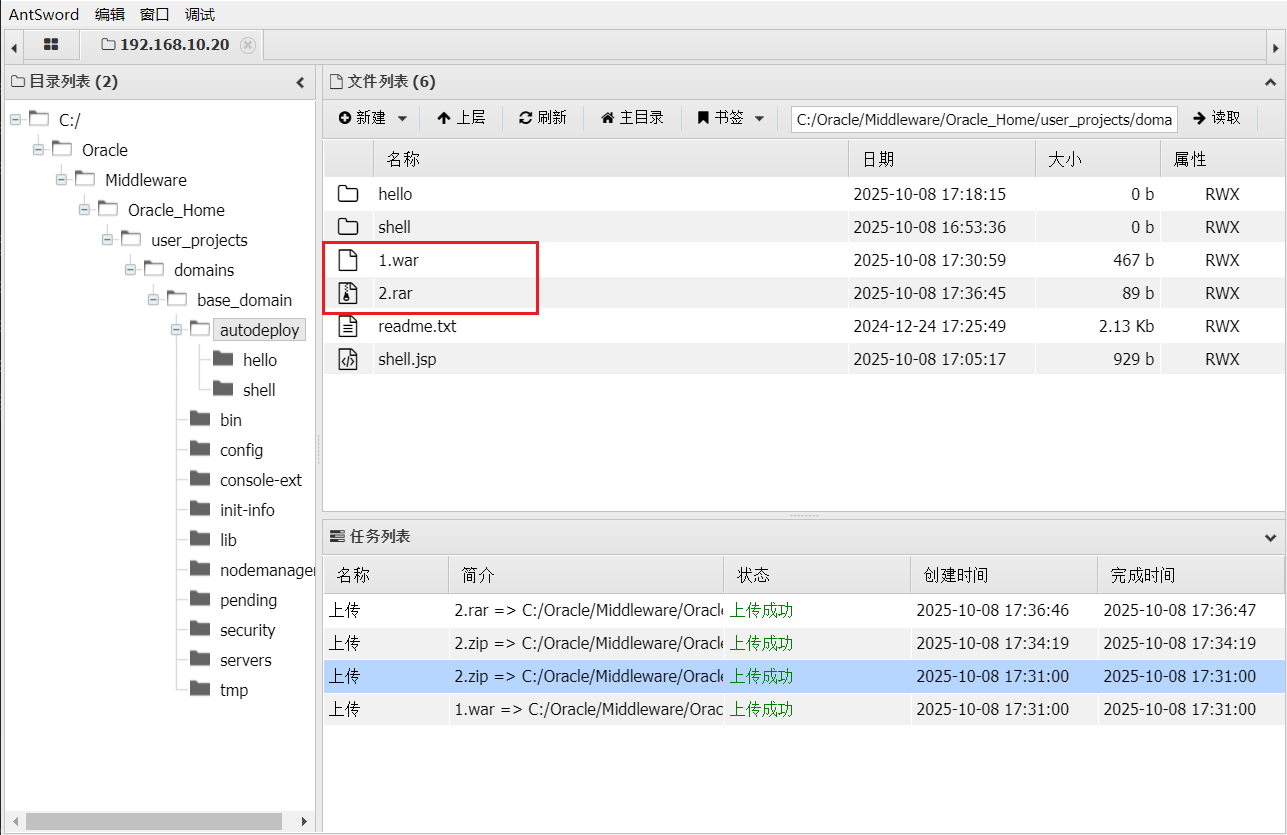 AntSword 编辑 窗口 调试
192.168.10.20
目录列表 (2)
C:/
Oracle
Middleware
Oracle_Home
user_projects
domains
base_domain
autodeploy
hello
shell
bin
config
console-ext
init-info
lib
nodemanager
pending
security
servers
tmp
文件列表 (6)
新建 上层 刷新 主目录 书签 C:/Oracle/Middleware/Oracle_Home/user_projects/doma 读取
名称 日期 大小 属性
hello 2025-10-08 17:18:15 0 b RWX
shell 2025-10-08 16:53:36 0 b RWX
1.war 2025-10-08 17:30:59 467 b RWX
2.rar 2025-10-08 17:36:45 89 b RWX
readme.txt 2024-12-24 17:25:49 2.13 Kb RWX
shell.jsp 2025-10-08 17:05:17 929 b RWX
任务列表
名称 简介 状态 创建时间 完成时间
上传 2.rar => C:/Oracle/Middleware/Oracle 上传成功 2025-10-08 17:36:46 2025-10-08 17:36:47
上传 2.zip => C:/Oracle/Middleware/Oracle 上传成功 2025-10-08 17:34:19 2025-10-08 17:34:19
上传 2.zip => C:/Oracle/Middleware/Oracle 上传成功 2025-10-08 17:31:00 2025-10-08 17:31:00
上传 1.war => C:/Oracle/Middleware/Orac 上传成功 2025-10-08 17:31:00 2025-10-08 17:31:00